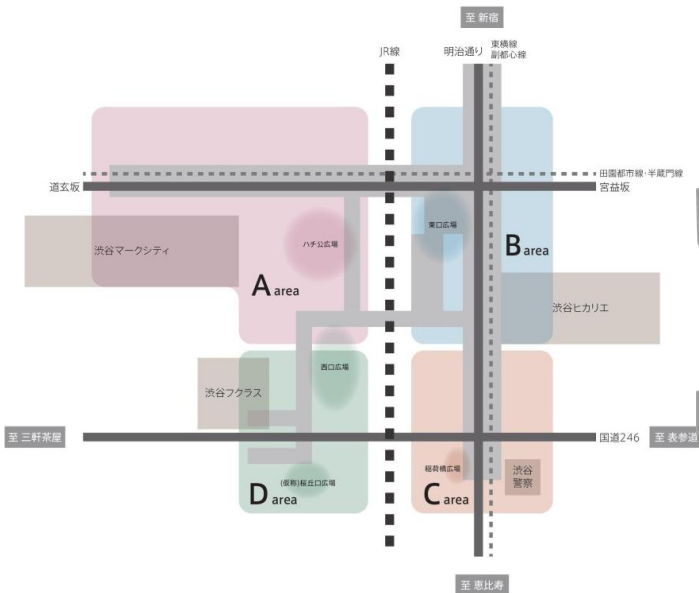 至 新宿
JR線
明治通り
東横線
副都心線
田園都市線・半蔵門線
道玄坂
宮益坂
渋谷マークシティ
ハチ公広場
東口広場
A area
B area
渋谷ヒカリエ
西口広場
渋谷フクラス
至 三軒茶屋
国道246
至 表参道
稲荷橋広場
渋谷
警察
(仮称)桜丘口広場
D area
C area
至 恵比寿